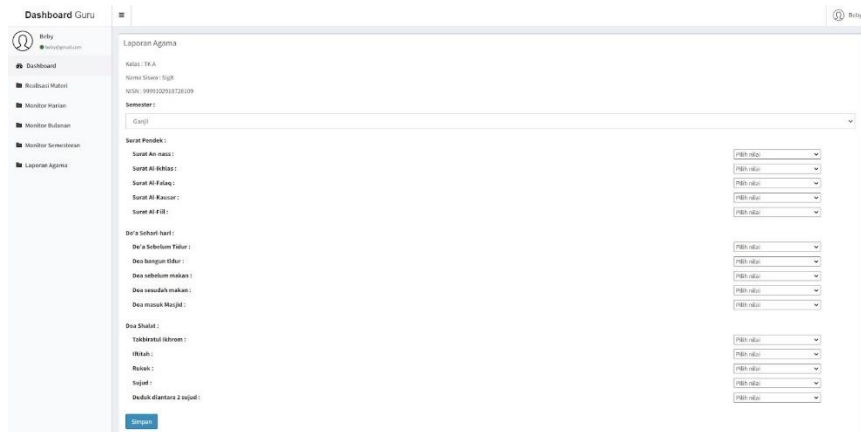 Dashboard Guru
Beby
Beby
Dashboard
Realisasi Materi
Monitor Harian
Monitor Bulanan
Monitor Semesteran
Laporan Agama
Laporan Agama
Kelas : TK A
Nama Siswa : Sigit
NISN :
Semester :
Ganjil
Surat Pendek :
Surat An-nass : Pilih nilai
Surat Al-Ikhlas : Pilih nilai
Surat Al-Falaq : Pilih nilai
Surat Al-Kausar : Pilih nilai
Surat Al-Fiil : Pilih nilai
Do'a Sehari-hari :
Do'a Sebelum Tidur : Pilih nilai
Doa bangun tidur : Pilih nilai
Doa sebelum makan : Pilih nilai
Doa sesudah makan : Pilih nilai
Doa masuk Masjid : Pilih nilai
Doa Shalat :
Takbiratul Ikhrom : Pilih nilai
Iftitah : Pilih nilai
Rukuk : Pilih nilai
Sujud : Pilih nilai
Duduk diantara 2 sujud : Pilih nilai
Simpan